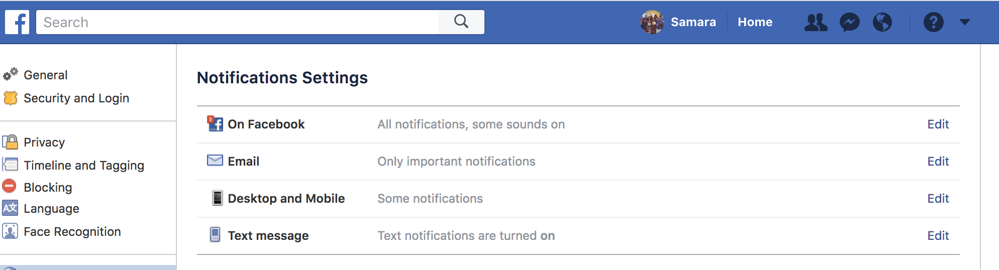 Search
Samara
Home
General
Security and Login
Privacy
Timeline and Tagging
Blocking
Language
Face Recognition
Notifications Settings
On Facebook All notifications, some sounds on Edit
Email Only important notifications Edit
Desktop and Mobile Some notifications Edit
Text message Text notifications are turned on Edit